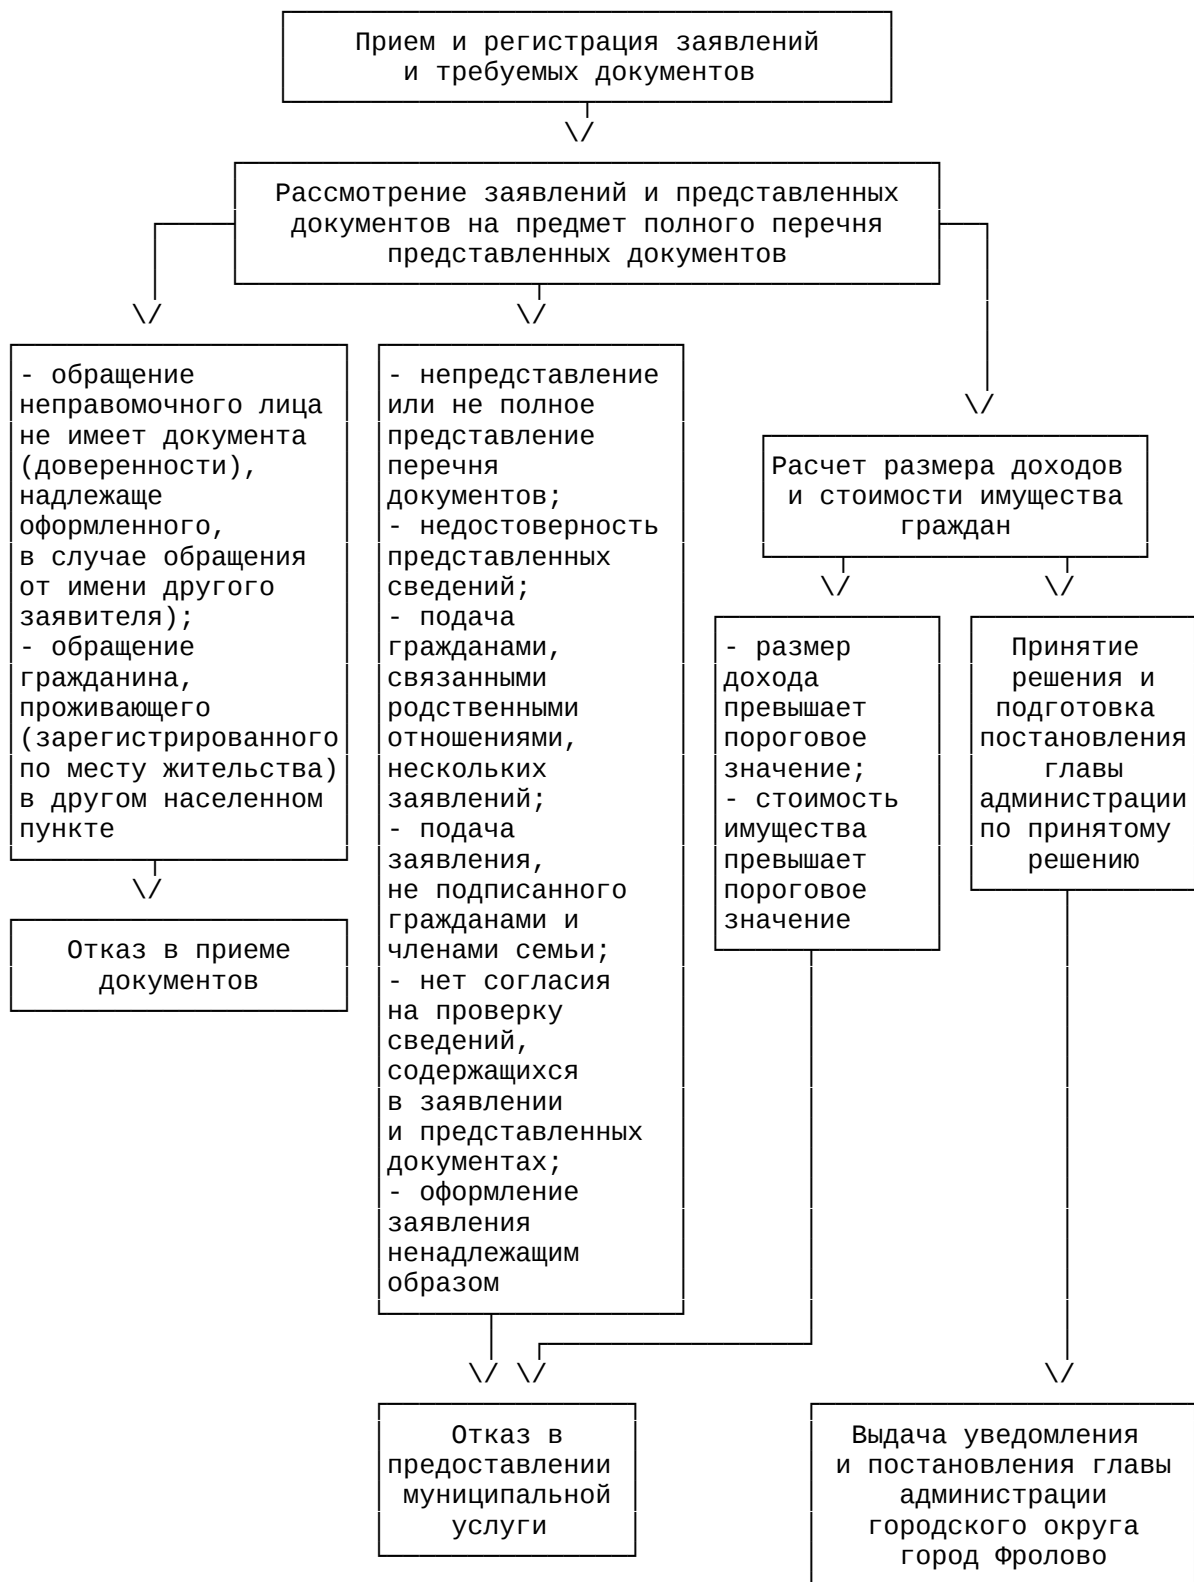 Прием и регистрация заявлений
и требуемых документов
\/
Рассмотрение заявлений и представленных
документов на предмет полного перечня
представленных документов
\/
\/
\/
- обращение
неправомочного лица
не имеет документа
(доверенности),
надлежаще
оформленного,
в случае обращения
от имени другого
заявителя);
- обращение
гражданина,
проживающего
(зарегистрированного
по месту жительства)
в другом населенном
пункте
\/
Отказ в приеме
документов
- непредставление
или не полное
представление
перечня
документов;
- недостоверность
представленных
сведений;
- подача
гражданами,
связанными
родственными
отношениями,
нескольких
заявлений;
- подача
заявления,
не подписанного
гражданами и
членами семьи;
- нет согласия
на проверку
сведений,
содержащихся
в заявлении
и представленных
документах;
- оформление
заявления
ненадлежащим
образом
Расчет размера доходов
и стоимости имущества
граждан
\/
\/
- размер
дохода
превышает
пороговое
значение;
- стоимость
имущества
превышает
пороговое
значение
Принятие
решения и
подготовка
постановления
главы
администрации
по принятому
решению
\/ \/
\/
Отказ в
предоставлении
муниципальной
услуги
Выдача уведомления
и постановления главы
администрации
городского округа
город Фролово